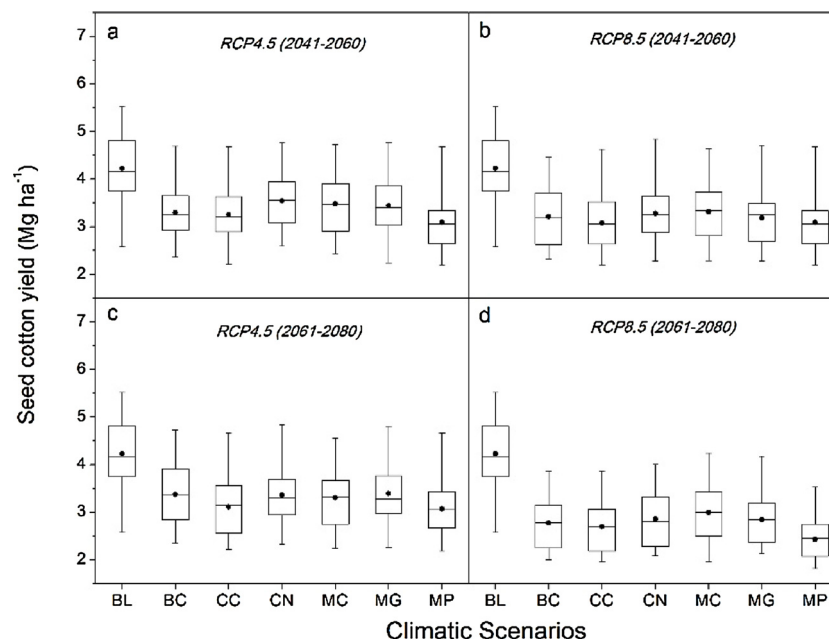 a
RCP4.5 (2041-2060)
b
RCP8.5 (2041-2060)
7
6
5
4
3
2
c
RCP4.5 (2061-2080)
d
RCP8.5 (2061-2080)
7
6
5
4
3
2
Seed cotton yield (Mg ha⁻¹)
BL BC CC CN MC MG MP BL BC CC CN MC MG MP
Climatic Scenarios